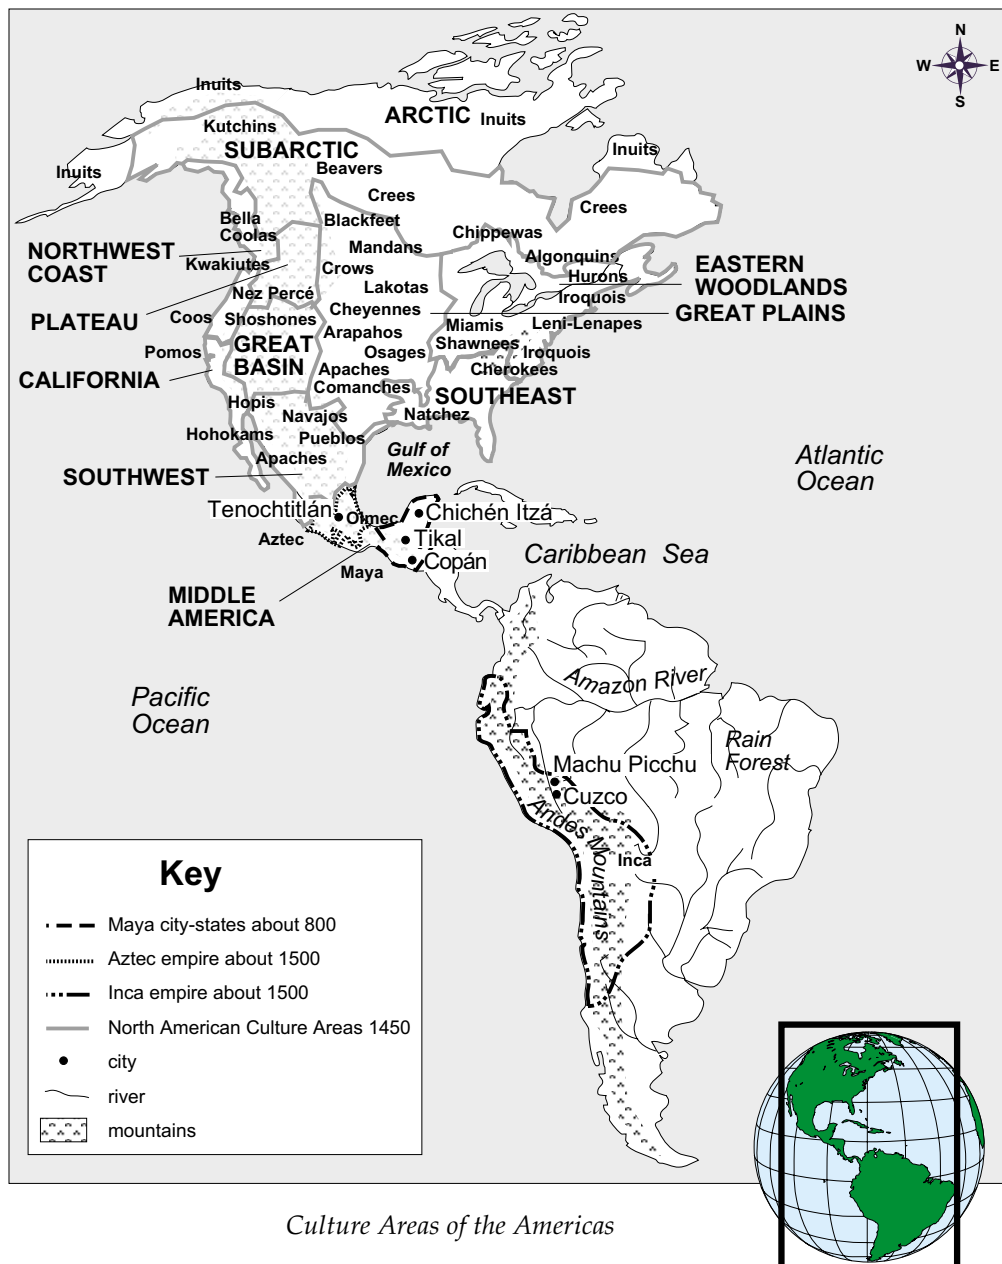 N
W
E
S
Inuits
ARCTIC
Inuits
Kutchins
SUBARCTIC
Inuits
Beavers
Inuits
Crees
Crees
Bella
Coolas
Blackfeet
Chippewas
NORTHWEST
COAST
Mandans
Algonquins
Kwakiutes
Crows
Hurons
EASTERN
WOODLANDS
Lakotas
Nez Percé
Iroquois
PLATEAU
Coos
Shoshones
Cheyennes
GREAT PLAINS
Miamis
Leni-Lenapes
Arapahos
Shawnees
Pomos
GREAT
BASIN
Osages
Iroquois
CALIFORNIA
Apaches
Cherokees
Comanches
SOUTHEAST
Hopis
Navajos
Natchez
Hohokams
Pueblos
Gulf of
Mexico
Apaches
Atlantic
Ocean
SOUTHWEST
Tenochtitlán
Olmec
Chichén Itzá
Aztec
Tikal
Copán
Caribbean Sea
Maya
MIDDLE
AMERICA
Pacific
Ocean
Amazon River
Rain
Forest
Machu Picchu
Cuzco
Andes Mountains
Inca
Key
Maya city-states about 800
Aztec empire about 1500
Inca empire about 1500
North American Culture Areas 1450
city
river
mountains
Culture Areas of the Americas